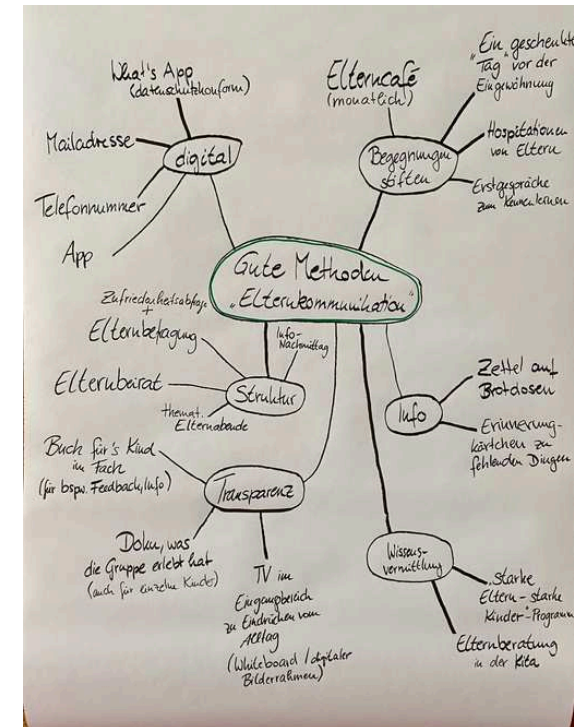 What's App
(datenschutzkonform)
Mailadresse
digital
Telefonnummer
App
Elterncafé
(monatlich)
"Ein geschenkter
Tag" vor der
Eingewöhnung
Begegnungen
stiften
Hospitationen
von Eltern
Erstgespräche
zum Kennenlernen
Gute Methoden
"Elternkommunikation"
Zufriedenheitsabfrage
+
Elternbefragung
Info-
Nachmittag
Elternbeirat
Struktur
themat.
Elternabende
Zettel auf
Brotdosen
Info
Erinnerungs-
kärtchen zu
fehlenden Dingen
Buch für's Kind
im Fach
(für bspw. Feedback, Info)
Transparenz
Doku, was
die Gruppe erlebt hat
(auch für einzelne Kinder)
TV im
Eingangsbereich
zu Eindrücken vom
Alltag
(Whiteboard / digitaler
Bilderrahmen)
Wissens-
vermittlung
"Starke
Eltern - starke
Kinder"-Programm
Elternberatung
in der Kita